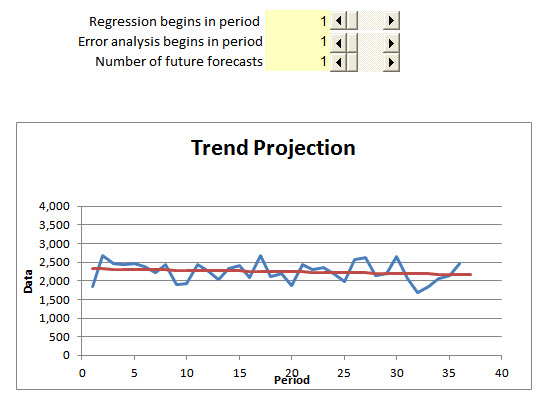 Regression begins in period 1
Error analysis begins in period 1
Number of future forecasts 1
Trend Projection
4,000
3,500
3,000
2,500
2,000
1,500
1,000
500
0
Data
0 5 10 15 20 25 30 35 40
Period